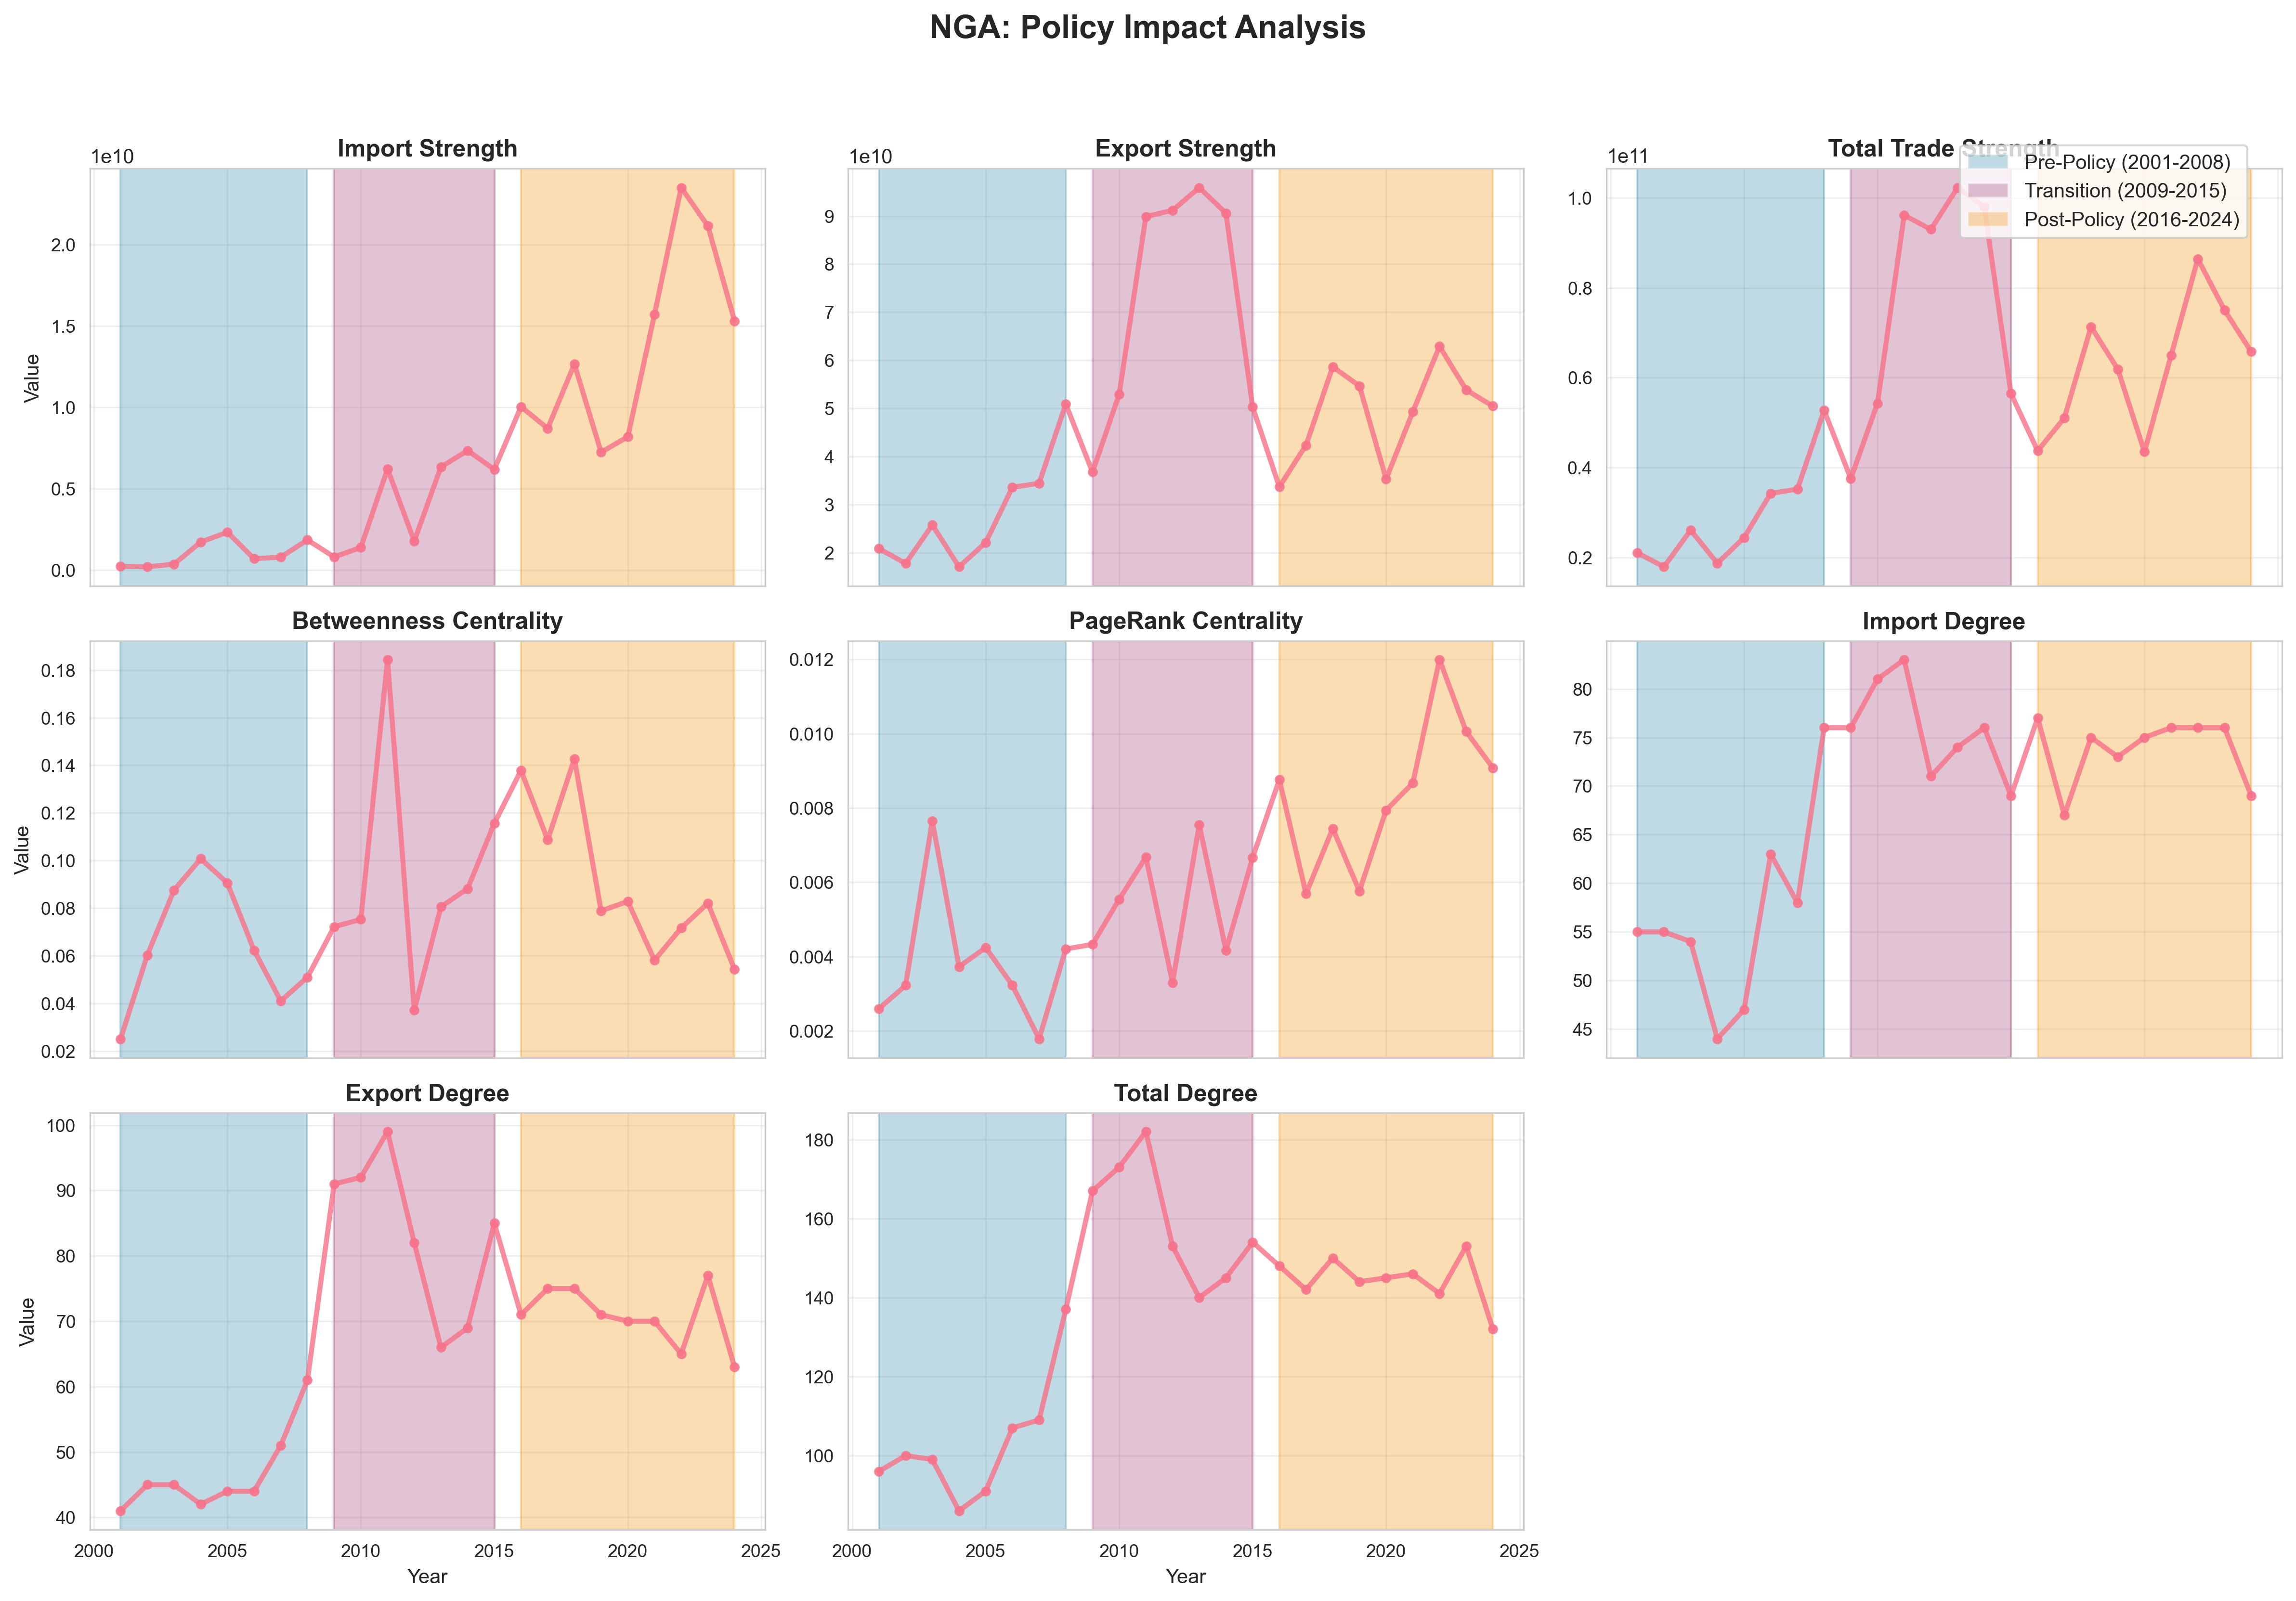 NGA: Policy Impact Analysis
Import Strength
1e10
2.0
1.5
1.0
0.5
0.0
Value
Export Strength
1e10
9
8
7
6
5
4
3
2
Total Trade Strength
1e11
1.0
0.8
0.6
0.4
0.2
Pre-Policy (2001-2008)
Transition (2009-2015)
Post-Policy (2016-2024)
Betweenness Centrality
0.18
0.16
0.14
0.12
0.10
0.08
0.06
0.04
0.02
Value
PageRank Centrality
0.012
0.010
0.008
0.006
0.004
0.002
Import Degree
80
75
70
65
60
55
50
45
Export Degree
100
90
80
70
60
50
40
Value
2000 2005 2010 2015 2020 2025
Year
Total Degree
180
160
140
120
100
2000 2005 2010 2015 2020 2025
Year